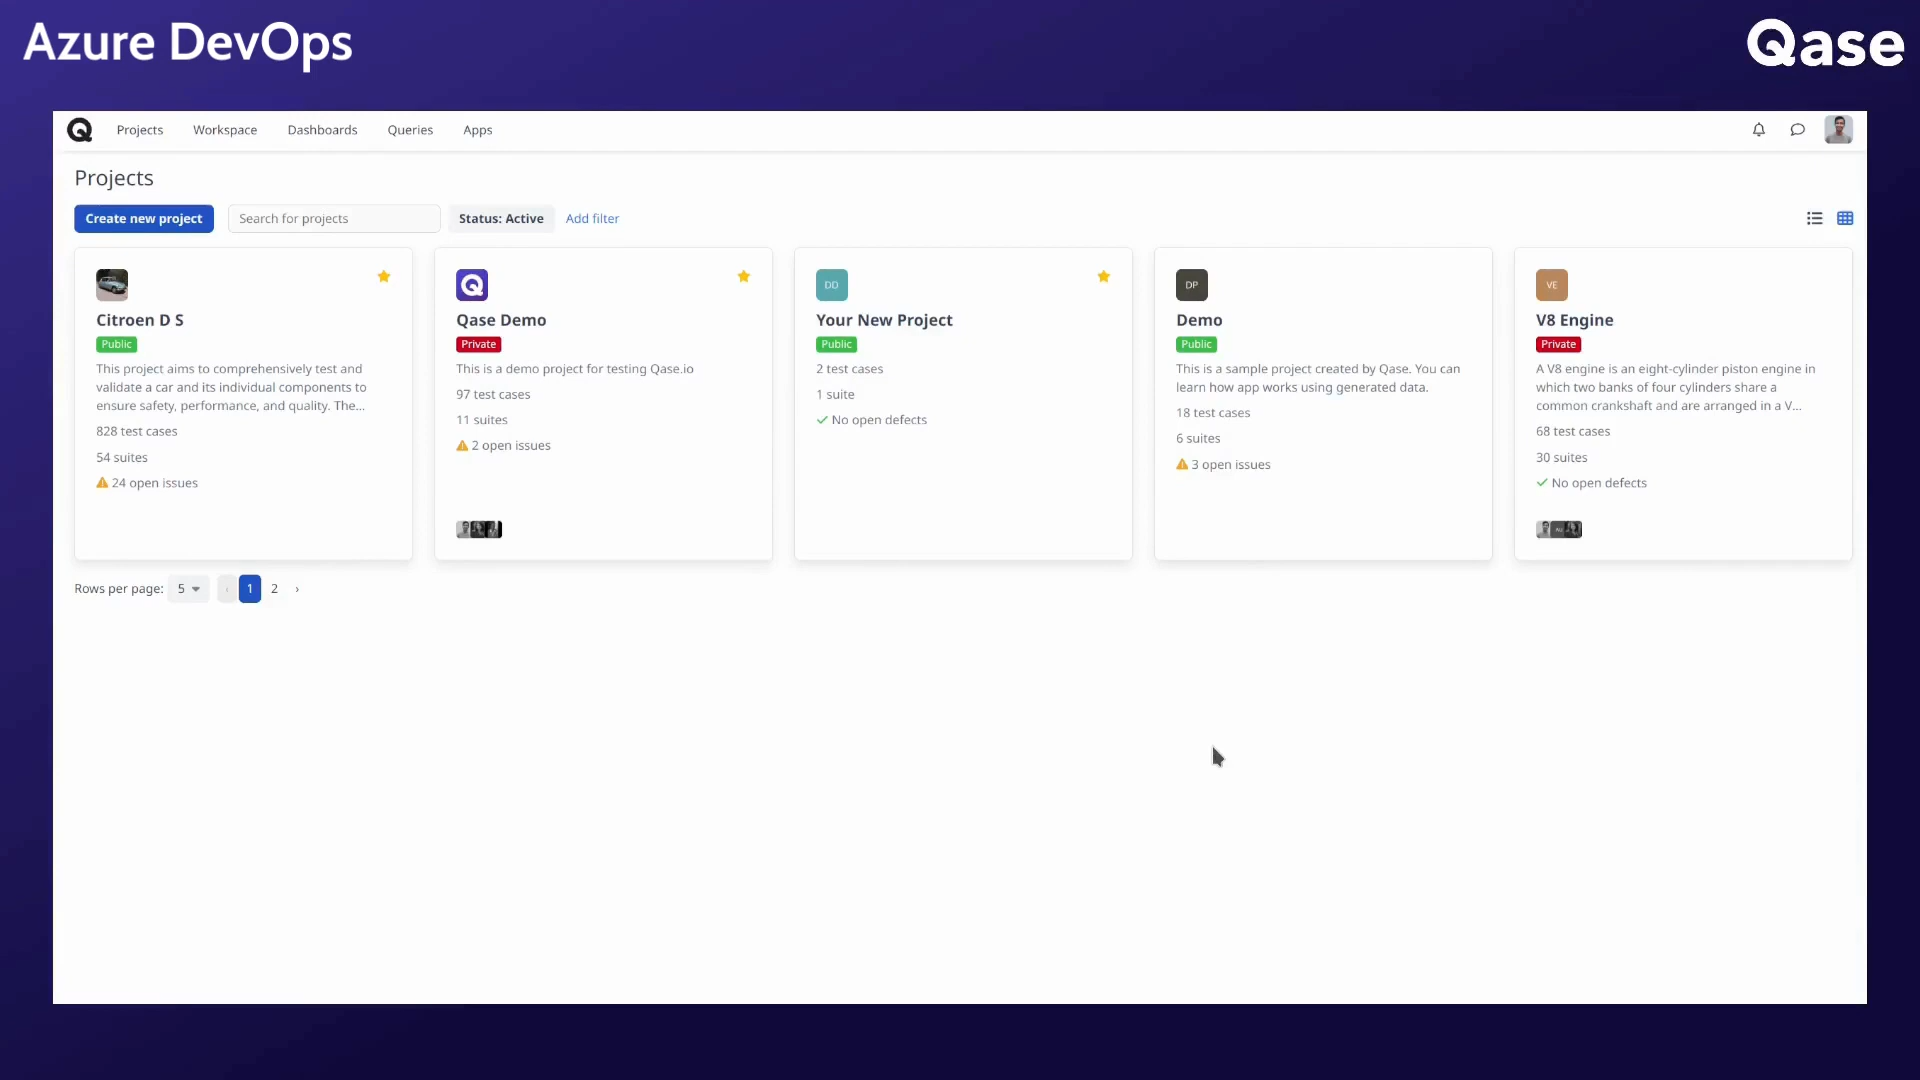 Azure DevOps
Qase
Projects
Workspace
Dashboards
Queries
Apps
Projects
Create new project
Search for projects
Status: Active
Add filter
Citroen D S
Public
This project aims to comprehensively test and
validate a car and its individual components to
ensure safety, performance, and quality. The...
828 test cases
54 suites
24 open issues
Qase Demo
Private
This is a demo project for testing Qase.io
97 test cases
11 suites
2 open issues
DD
Your New Project
Public
2 test cases
1 suite
No open defects
DP
Demo
Public
This is a sample project created by Qase. You can
learn how app works using generated data.
18 test cases
6 suites
3 open issues
VE
V8 Engine
Private
A V8 engine is an eight-cylinder piston engine in
which two banks of four cylinders share a
common crankshaft and are arranged in a V...
68 test cases
30 suites
No open defects
Rows per page: 5
1
2